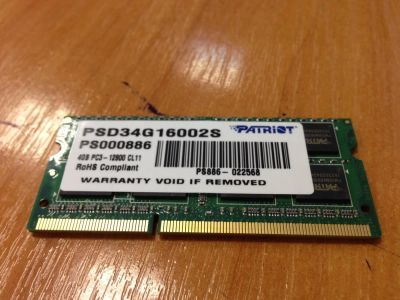 PSD34G16002S
PATRIOT
PS000886
4GB PC3-12800 CL11
RoHS Compliant
PS886-022568
WARRANTY VOID IF REMOVED